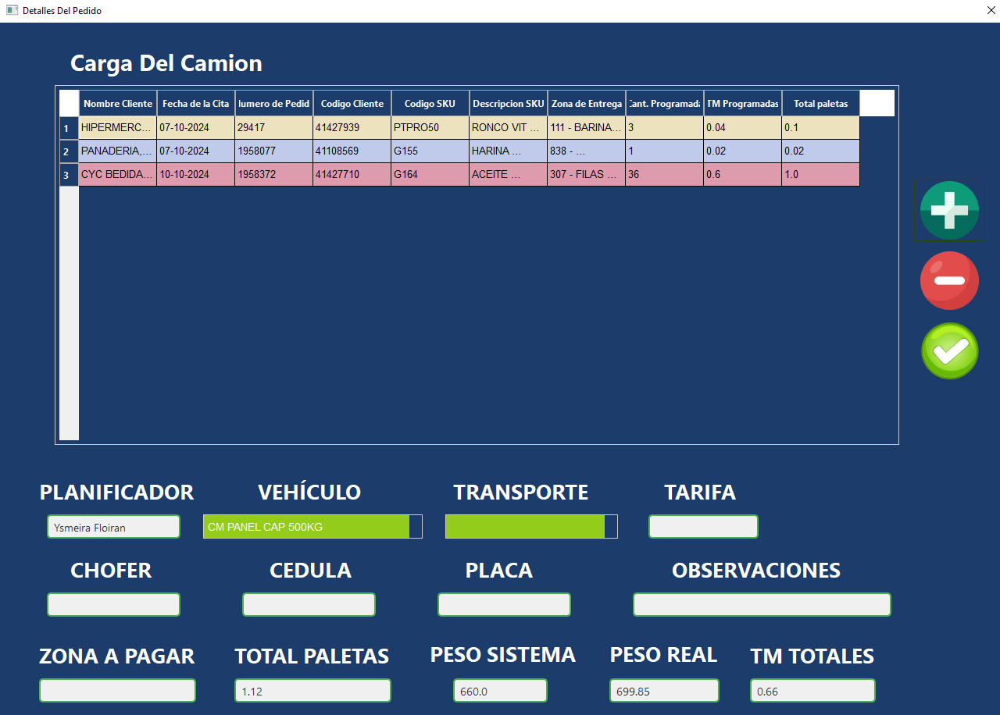 Detalles Del Pedido
Carga Del Camion
Nombre Cliente Fecha de la Cita lumero de Pedid Codigo Cliente Codigo SKU Descripcion SKU Zona de Entrega Cant. Programada TM Programadas Total paletas
1 HIPERMERC... 07-10-2024 29417 41427939 PTPRO50 RONCO VIT ... 111 - BARINA... 3 0.04 0.1
2 PANADERIA,... 07-10-2024 1958077 41108569 G155 HARINA ... 838 - ... 1 0.02 0.02
3 CYC BEDIDA... 10-10-2024 1958372 41427710 G164 ACEITE ... 307 - FILAS ... 36 0.6 1.0
PLANIFICADOR VEHÍCULO TRANSPORTE TARIFA
Ysmeira Floiran CM PANEL CAP 500KG
CHOFER CEDULA PLACA OBSERVACIONES
ZONA A PAGAR TOTAL PALETAS PESO SISTEMA PESO REAL TM TOTALES
1.12 660.0 699.85 0.66